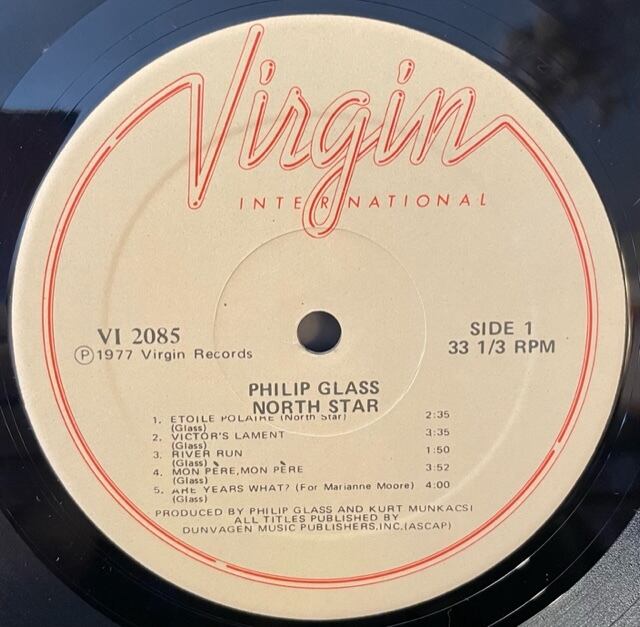 Virgin
INTERNATIONAL
VI 2085
Ⓟ1977 Virgin Records
SIDE 1
33 1/3 RPM
PHILIP GLASS
NORTH STAR
1. ETOILE POLAIRE (North Star) 2:35
(Glass)
2. VICTOR'S LAMENT 3:35
(Glass)
3. RIVER RUN 1:50
(Glass)
4. MON PÈRE,MON PÈRE 3:52
(Glass)
5. ARE YEARS WHAT? (For Marianne Moore) 4:00
(Glass)
PRODUCED BY PHILIP GLASS AND KURT MUNKACSI
ALL TITLES PUBLISHED BY
DUNVAGEN MUSIC PUBLISHERS,INC.(ASCAP)